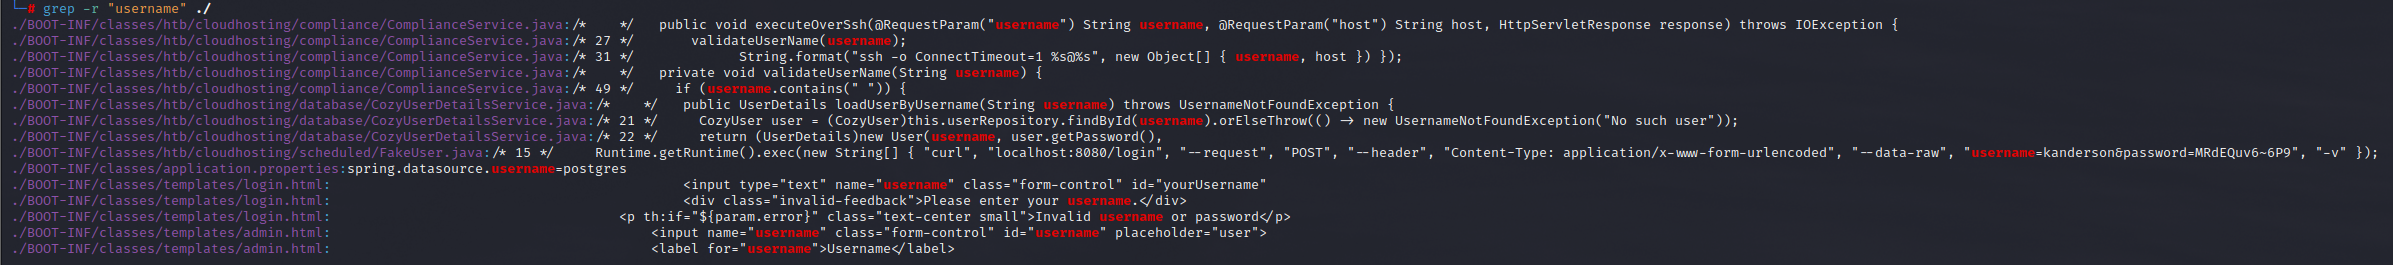 └─# grep -r "username" ./
./BOOT-INF/classes/htb/cloudhosting/compliance/ComplianceService.java:/*    */   public void executeOverSsh(@RequestParam("username") String username, @RequestParam("host") String host, HttpServletResponse response) throws IOException {
./BOOT-INF/classes/htb/cloudhosting/compliance/ComplianceService.java:/* 27 */       validateUserName(username);
./BOOT-INF/classes/htb/cloudhosting/compliance/ComplianceService.java:/* 31 */             String.format("ssh -o ConnectTimeout=1 %s@%s", new Object[] { username, host }) });
./BOOT-INF/classes/htb/cloudhosting/compliance/ComplianceService.java:/*    */   private void validateUserName(String username) {
./BOOT-INF/classes/htb/cloudhosting/compliance/ComplianceService.java:/* 49 */     if (username.contains(" ")) {
./BOOT-INF/classes/htb/cloudhosting/database/CozyUserDetailsService.java:/*    */   public UserDetails loadUserByUsername(String username) throws UsernameNotFoundException {
./BOOT-INF/classes/htb/cloudhosting/database/CozyUserDetailsService.java:/* 21 */     CozyUser user = (CozyUser)this.userRepository.findById(username).orElseThrow(() -> new UsernameNotFoundException("No such user"));
./BOOT-INF/classes/htb/cloudhosting/database/CozyUserDetailsService.java:/* 22 */     return (UserDetails)new User(username, user.getPassword(),
./BOOT-INF/classes/htb/cloudhosting/scheduled/FakeUser.java:/* 15 */     Runtime.getRuntime().exec(new String[] { "curl", "localhost:8080/login", "--request", "POST", "--header", "Content-Type: application/x-www-form-urlencoded", "--data-raw", "username=kanderson&password=MRdEQuv6~6P9", "-v" });
./BOOT-INF/classes/application.properties:spring.datasource.username=postgres
./BOOT-INF/classes/templates/login.html:                                            <input type="text" name="username" class="form-control" id="yourUsername"
./BOOT-INF/classes/templates/login.html:                                            <div class="invalid-feedback">Please enter your username.</div>
./BOOT-INF/classes/templates/login.html:                                    <p th:if="${param.error}" class="text-center small">Invalid username or password</p>
./BOOT-INF/classes/templates/admin.html:                                        <input name="username" class="form-control" id="username" placeholder="user">
./BOOT-INF/classes/templates/admin.html:                                        <label for="username">Username</label>